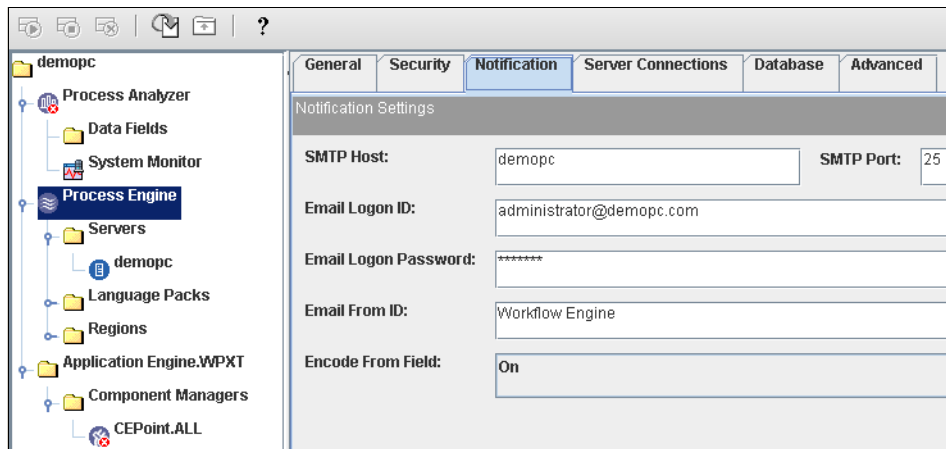 ?
demopc
Process Analyzer
Data Fields
System Monitor
Process Engine
Servers
demopc
Language Packs
Regions
Application Engine.WPXT
Component Managers
CEPoint.ALL
General Security Notification Server Connections Database Advanced
Notification Settings
SMTP Host: demopc SMTP Port: 25
Email Logon ID: administrator@demopc.com
Email Logon Password: *******
Email From ID: Workflow Engine
Encode From Field: On